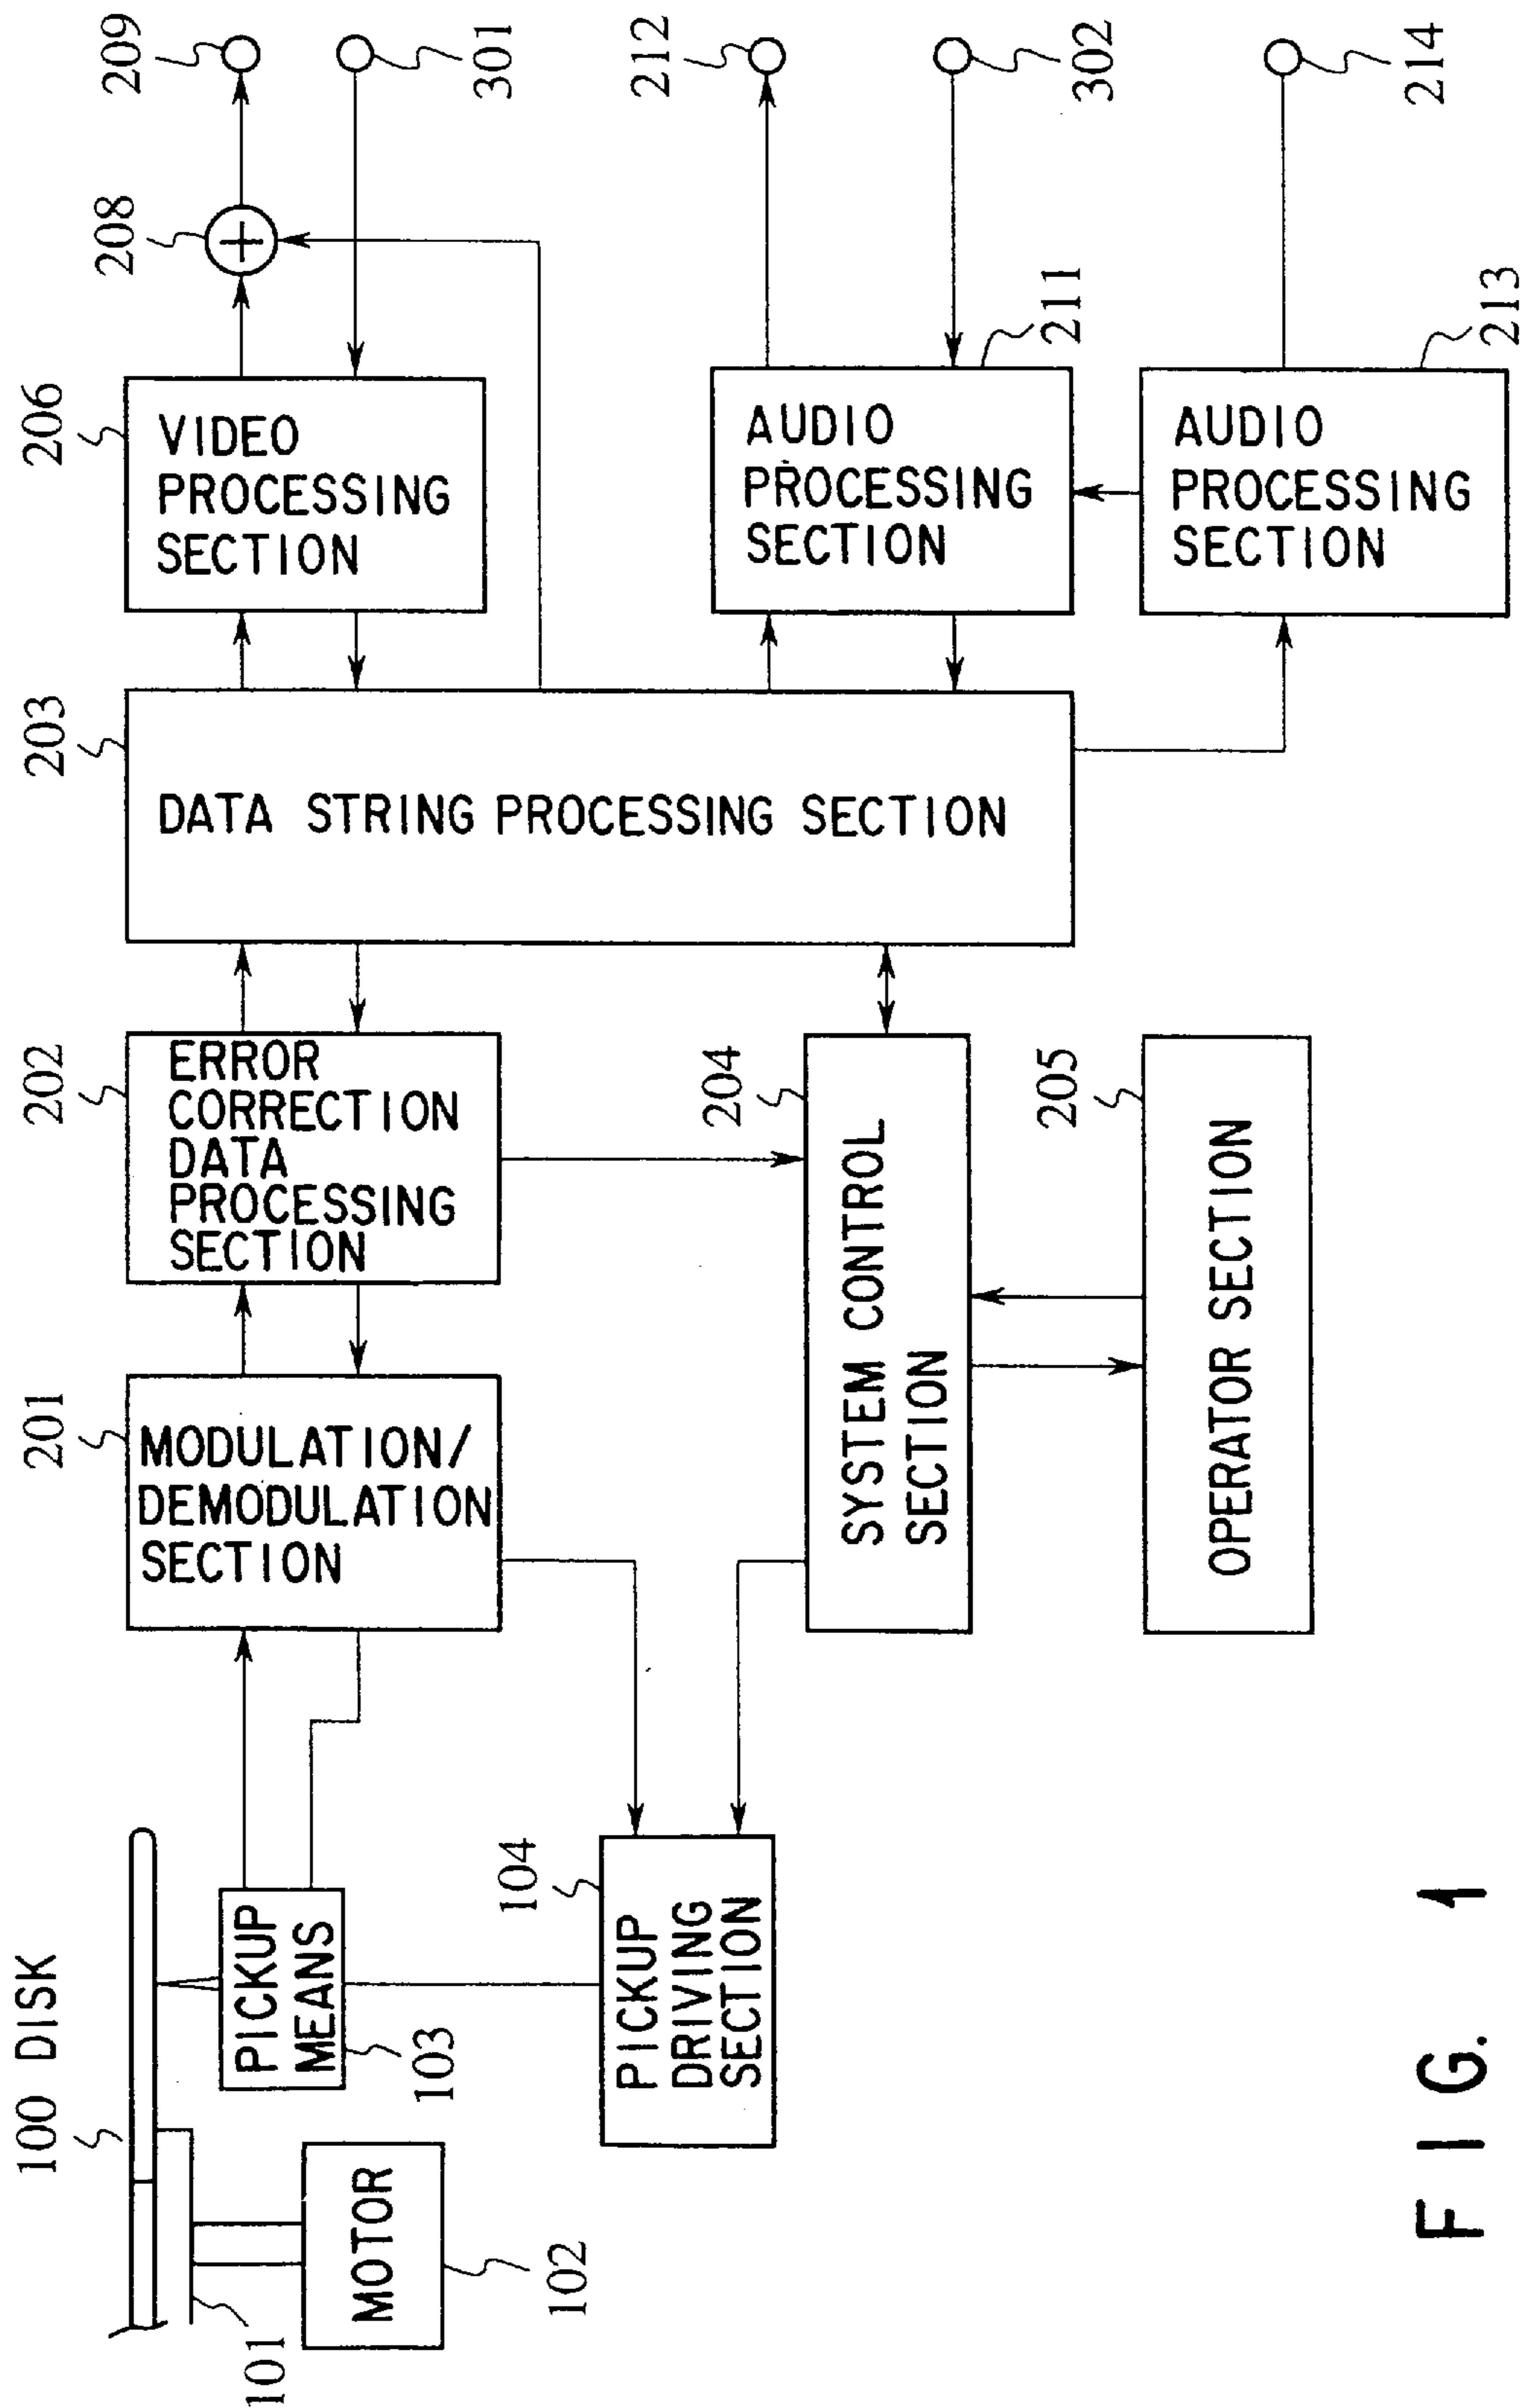 100 DISK
101
MOTOR
102
PICKUP
MEANS
103
PICKUP
DRIVING
SECTION
104
MODULATION/
DEMODULATION
SECTION
201
ERROR
CORRECTION
DATA
PROCESSING
SECTION
202
SYSTEM CONTROL
SECTION
204
OPERATOR SECTION
205
DATA STRING PROCESSING SECTION
203
VIDEO
PROCESSING
SECTION
206
208
+
209
301
AUDIO
PROCESSING
SECTION
211
212
302
AUDIO
PROCESSING
SECTION
213
214
FIG. 1